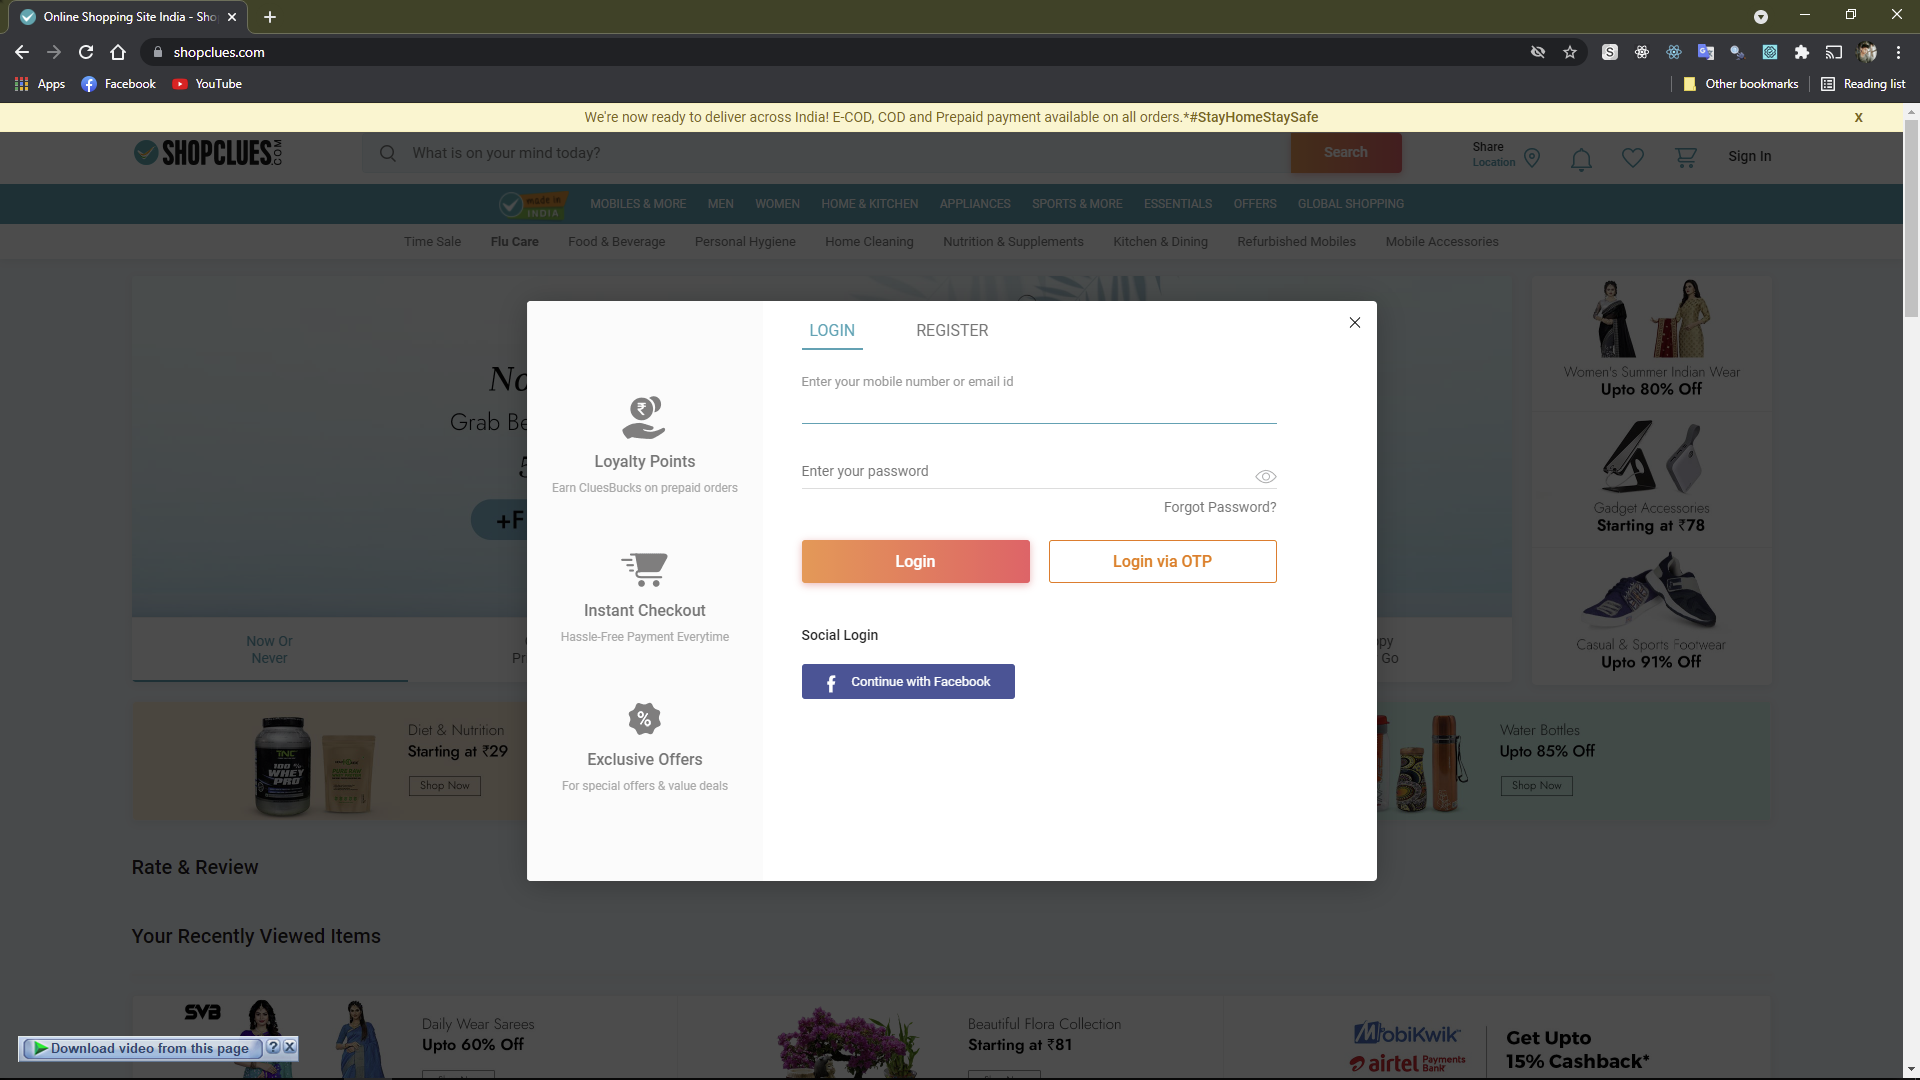 Online Shopping Site India - Sho
shopclues.com
Apps
Facebook
YouTube
Other bookmarks
Reading list
We're now ready to deliver across India! E-COD, COD and Prepaid payment available on all orders.*#StayHomeStaySafe
X
SHOPCLUES.COM
What is on your mind today?
Search
Share
Location
Sign In
made in
INDIA
MOBILES & MORE
MEN
WOMEN
HOME & KITCHEN
APPLIANCES
SPORTS & MORE
ESSENTIALS
OFFERS
GLOBAL SHOPPING
Time Sale
Flu Care
Food & Beverage
Personal Hygiene
Home Cleaning
Nutrition & Supplements
Kitchen & Dining
Refurbished Mobiles
Mobile Accessories
No
Grab Be
5
+F
Now Or
Never
Pr
py
Go
LOGIN
REGISTER
Enter your mobile number or email id
Enter your password
Forgot Password?
Login
Login via OTP
Social Login
Continue with Facebook
Loyalty Points
Earn CluesBucks on prepaid orders
Instant Checkout
Hassle-Free Payment Everytime
Exclusive Offers
For special offers & value deals
Women's Summer Indian Wear
Upto 80% Off
Gadget Accessories
Starting at ₹78
Casual & Sports Footwear
Upto 91% Off
TNC
100 %
WHEY
PRO
Diet & Nutrition
Starting at ₹29
Shop Now
Water Bottles
Upto 85% Off
Shop Now
Rate & Review
Your Recently Viewed Items
SVB
Daily Wear Sarees
Upto 60% Off
Beautiful Flora Collection
Starting at ₹81
MobiKwik
airtel Payments Bank
Get Upto
15% Cashback*
Download video from this page
?